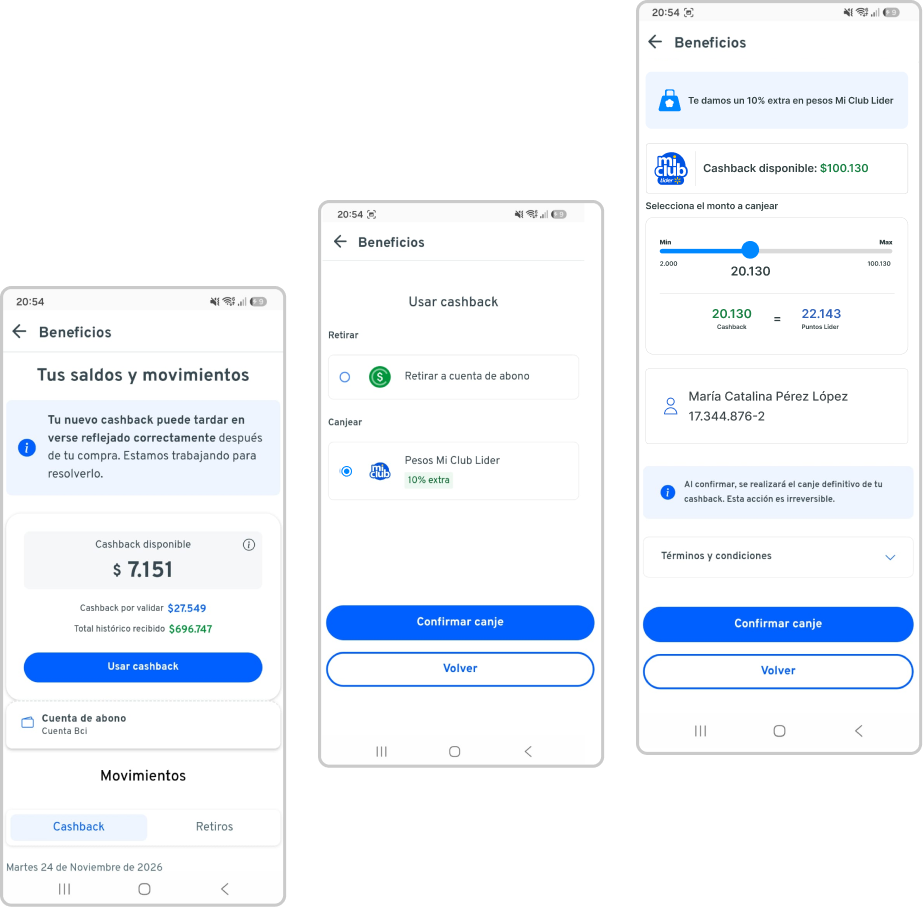 20:54
Beneficios
Tus saldos y movimientos
Tu nuevo cashback puede tardar en
verse reflejado correctamente después
de tu compra. Estamos trabajando para
resolverlo.
Cashback disponible
$ 7.151
Cashback por validar $27.549
Total histórico recibido $696.747
Usar cashback
Cuenta de abono
Cuenta Bci
Movimientos
Cashback Retiros
Martes 24 de Noviembre de 2026
20:54
Beneficios
Usar cashback
Retirar
Retirar a cuenta de abono
Canjear
mi club
Pesos Mi Club Lider
10% extra
Confirmar canje
Volver
20:54
Beneficios
Te damos un 10% extra en pesos Mi Club Lider
mi
club
Lider
Cashback disponible: $100.130
Selecciona el monto a canjear
Min Max
2.000 100.130
20.130
20.130 = 22.143
Cashback Puntos Lider
María Catalina Pérez López
17.344.876-2
Al confirmar, se realizará el canje definitivo de tu
cashback. Esta acción es irreversible.
Términos y condiciones
Confirmar canje
Volver